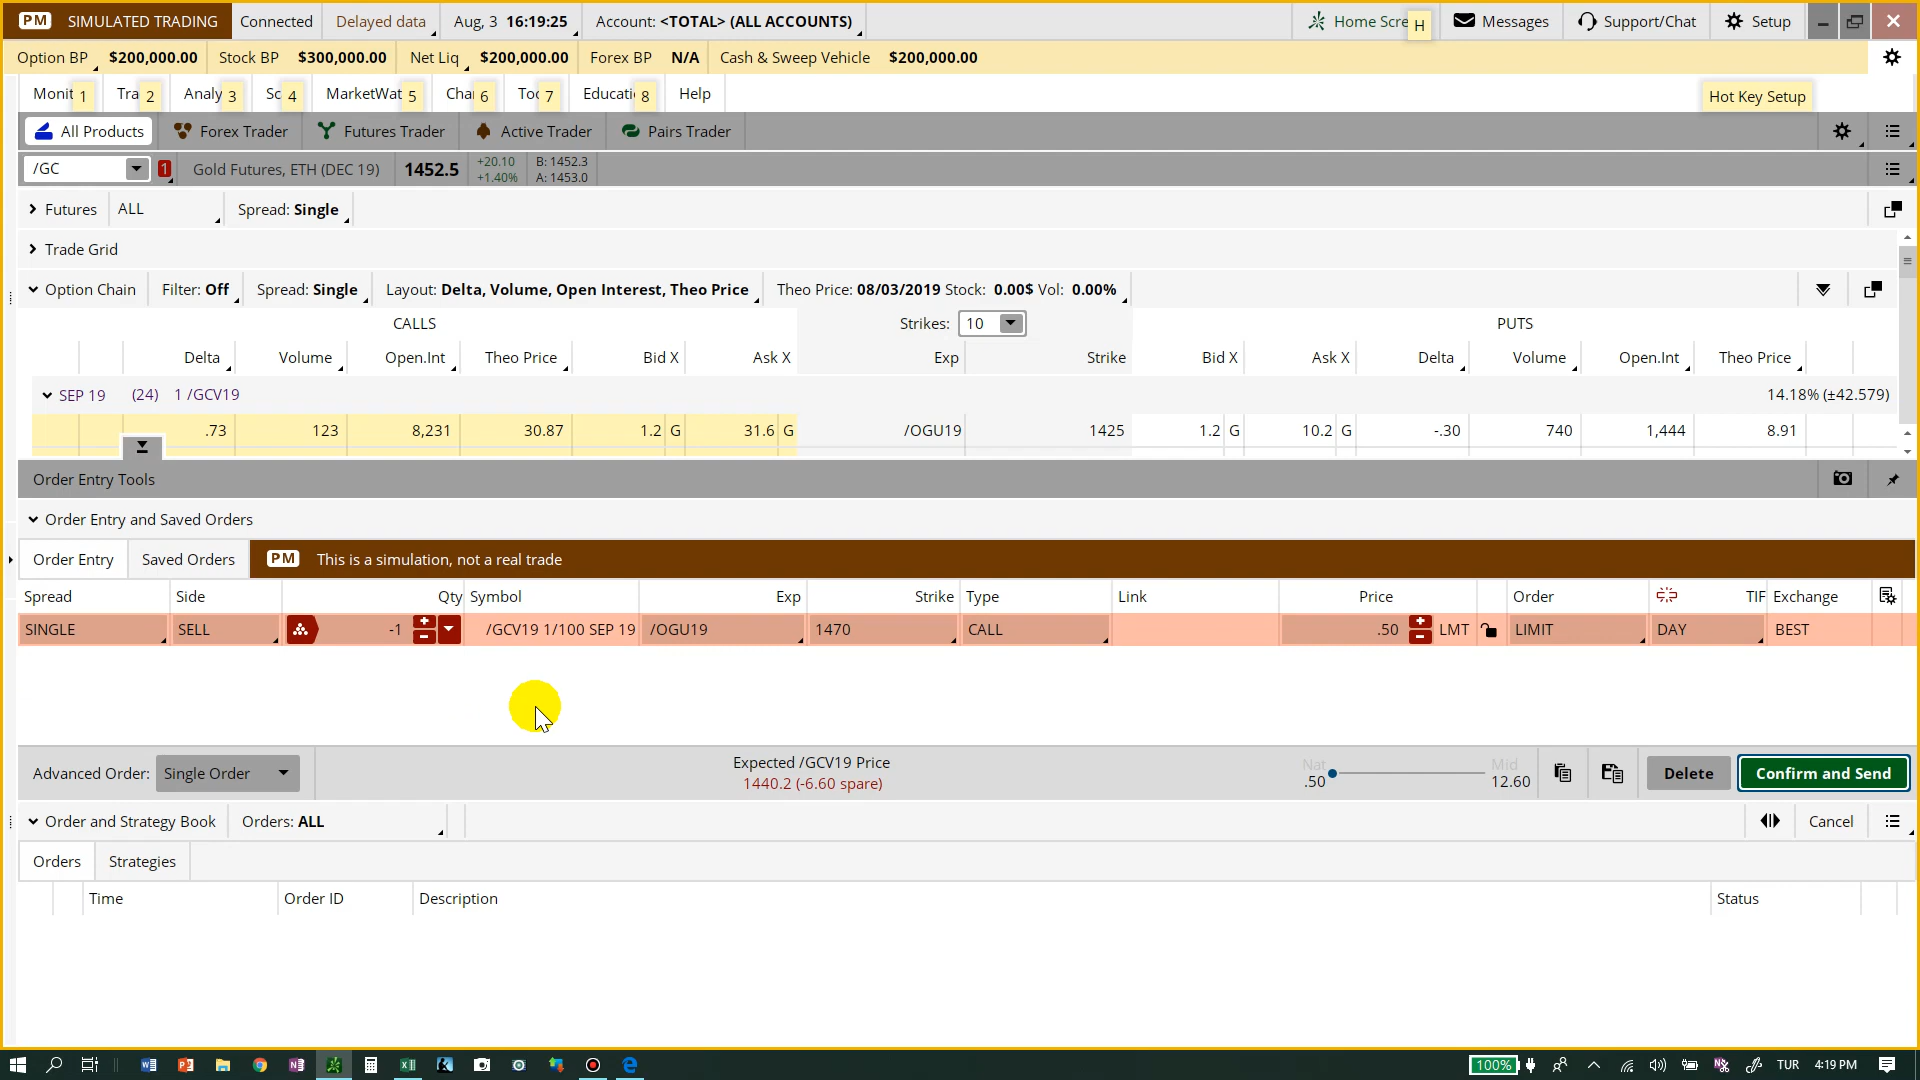 PM SIMULATED TRADING Connected Delayed data Aug, 3 16:19:25 Account: <TOTAL> (ALL ACCOUNTS) Home Scre H Messages Support/Chat Setup
Option BP $200,000.00 Stock BP $300,000.00 Net Liq $200,000.00 Forex BP N/A Cash & Sweep Vehicle $200,000.00
Monit 1 Tra 2 Analy 3 Sc 4 MarketWat 5 Cha 6 Too 7 Educati 8 Help Hot Key Setup
All Products Forex Trader Futures Trader Active Trader Pairs Trader
/GC 1 Gold Futures, ETH (DEC 19) 1452.5 +20.10 B: 1452.3
+1.40% A: 1453.0
Futures ALL Spread: Single
Trade Grid
Option Chain Filter: Off Spread: Single Layout: Delta, Volume, Open Interest, Theo Price Theo Price: 08/03/2019 Stock: 0.00$ Vol: 0.00%
CALLS Strikes: 10 PUTS
Delta Volume Open.Int Theo Price Bid X Ask X Exp Strike Bid X Ask X Delta Volume Open.Int Theo Price
SEP 19 (24) 1 /GCV19 14.18% (±42.579)
.73 123 8,231 30.87 1.2 G 31.6 G /OGU19 1425 1.2 G 10.2 G -.30 740 1,444 8.91
Order Entry Tools
Order Entry and Saved Orders
Order Entry Saved Orders PM This is a simulation, not a real trade
Spread Side Qty Symbol Exp Strike Type Link Price Order TIF Exchange
SINGLE SELL -1 /GCV19 1/100 SEP 19 /OGU19 1470 CALL .50 LMT LIMIT DAY BEST
Advanced Order: Single Order Expected /GCV19 Price Nat Mid
1440.2 (-6.60 spare) .50 12.60 Delete Confirm and Send
Order and Strategy Book Orders: ALL Cancel
Orders Strategies
Time Order ID Description Status
100% TUR 4:19 PM